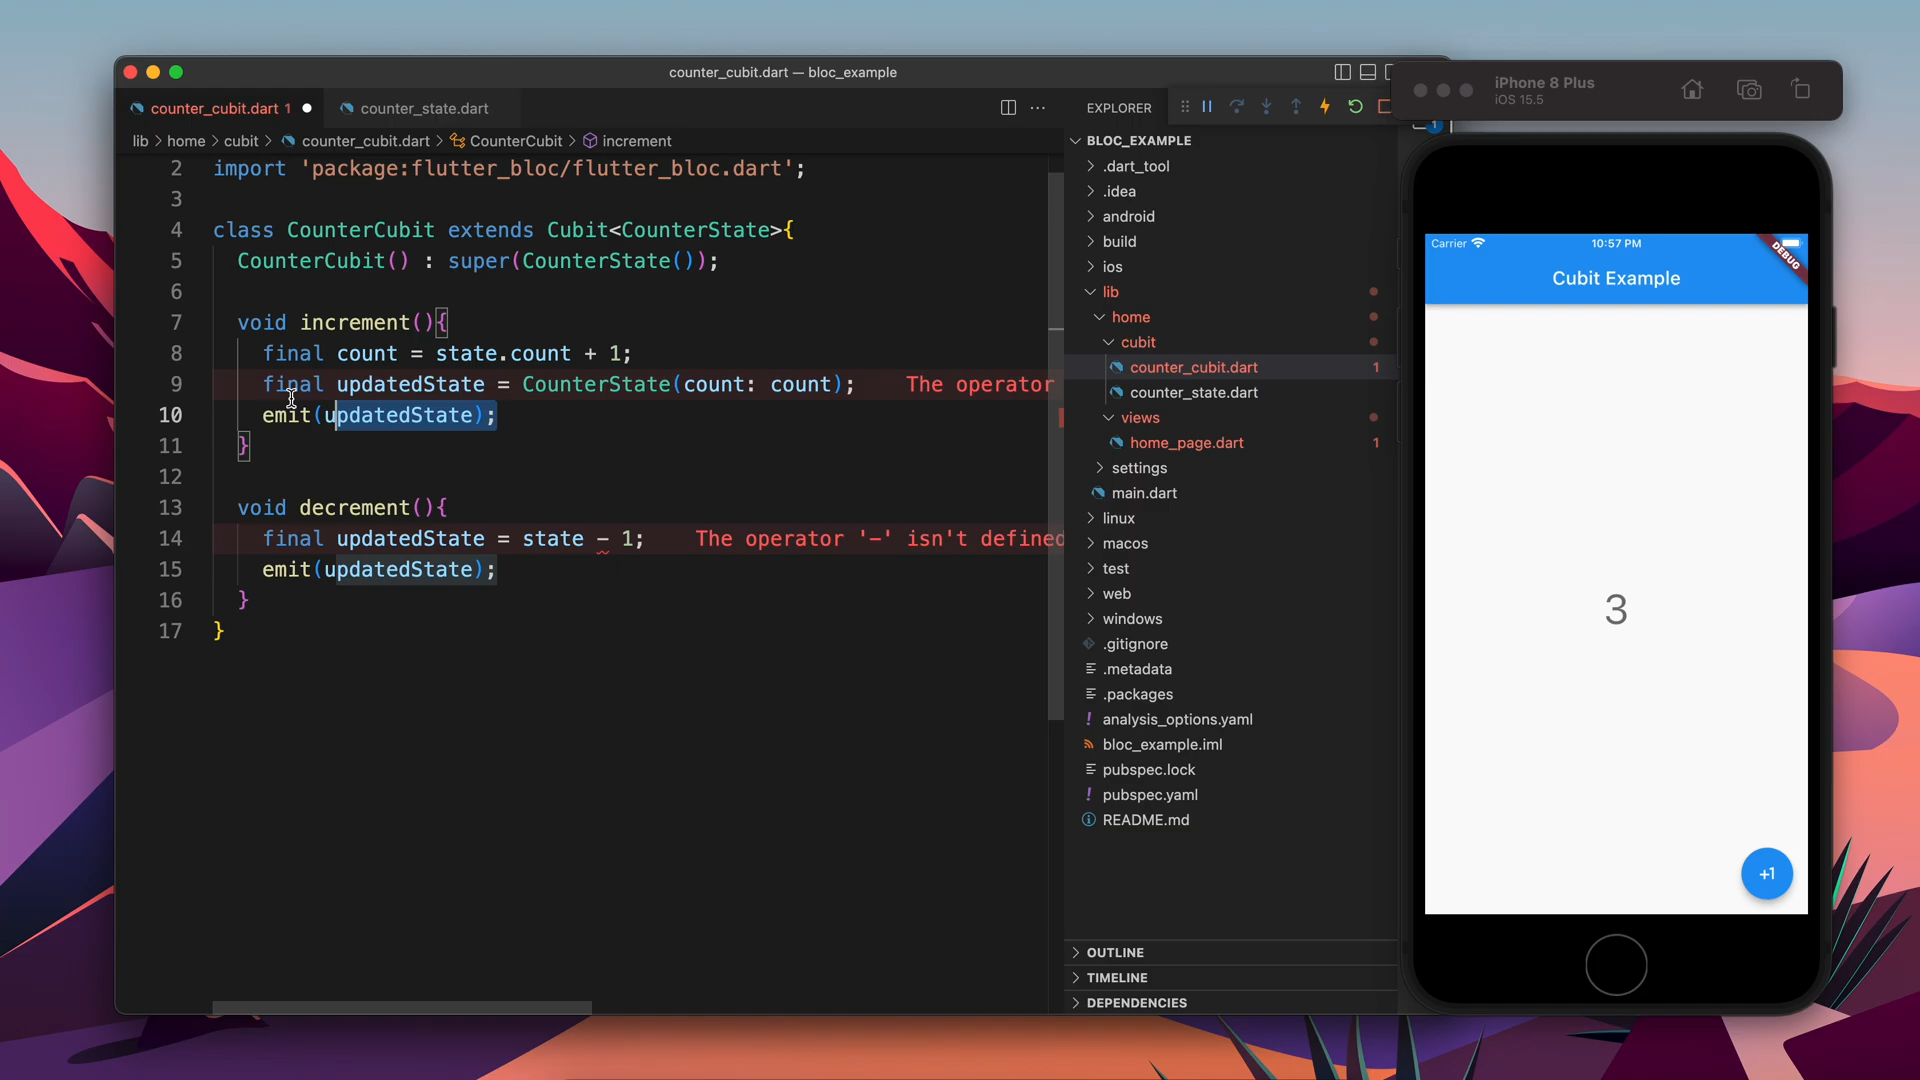 counter_cubit.dart — bloc_example
counter_cubit.dart 1
counter_state.dart
lib > home > cubit > counter_cubit.dart > CounterCubit > increment
2 import 'package:flutter_bloc/flutter_bloc.dart';
3
4 class CounterCubit extends Cubit<CounterState>{
5 CounterCubit() : super(CounterState());
6
7 void increment(){
8 final count = state.count + 1;
9 final updatedState = CounterState(count: count); The operator
10 emit(updatedState);
11 }
12
13 void decrement(){
14 final updatedState = state - 1; The operator '-' isn't defined
15 emit(updatedState);
16 }
17 }
EXPLORER
1
BLOC_EXAMPLE
.dart_tool
.idea
android
build
ios
lib
home
cubit
counter_cubit.dart 1
counter_state.dart
views
home_page.dart 1
settings
main.dart
linux
macos
test
web
windows
.gitignore
.metadata
.packages
analysis_options.yaml
bloc_example.iml
pubspec.lock
pubspec.yaml
README.md
OUTLINE
TIMELINE
DEPENDENCIES
iPhone 8 Plus
iOS 15.5
Carrier 10:57 PM
DEBUG
Cubit Example
3
+1